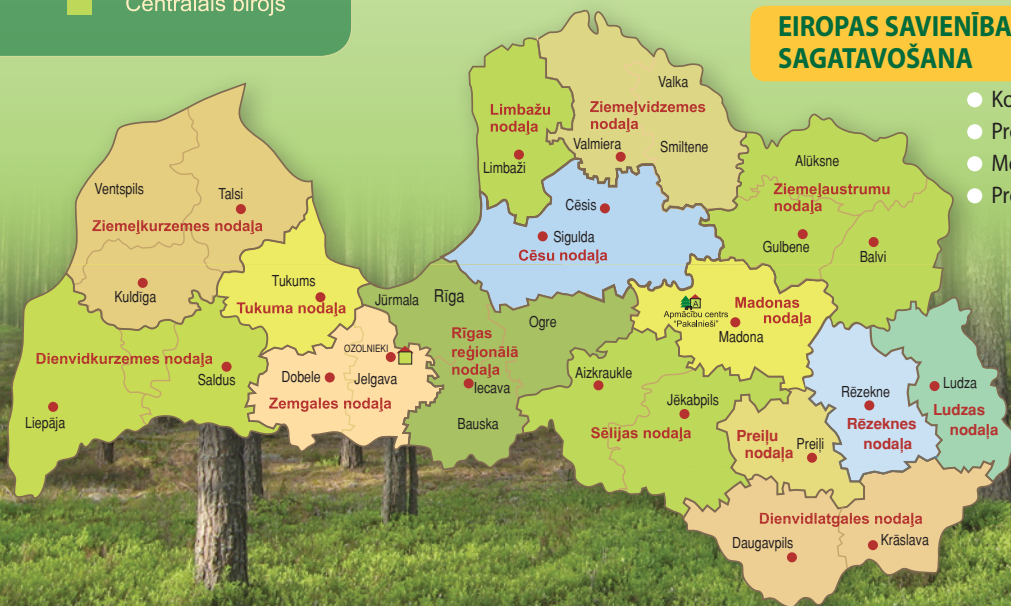 Centrālais birojs
EIROPAS SAVIENĪBA
SAGATAVOŠANA
Valka
Limbažu
nodaļa
Ziemeļvidzemes
nodaļa
Valmiera
Smiltene
Limbaži
Alūksne
Ventspils
Talsi
Ziemeļaustrumu
nodaļa
Cēsis
Ziemeļkurzemes nodaļa
Sigulda
Cēsu nodaļa
Gulbene
Balvi
Tukums
Kuldīga
Tukuma nodaļa
Jūrmala
Rīga
Ogre
Apmācību centrs
"Pakalnieši"
Madonas
nodaļa
Madona
Rīgas
reģionālā
nodaļa
OZOLNIEKI
Dienvidkurzemes nodaļa
Saldus
Dobele
Jelgava
Iecava
Aizkraukle
Rēzekne
Ludza
Zemgales nodaļa
Jēkabpils
Liepāja
Bauska
Sēlijas nodaļa
Preiļu
nodaļa
Preiļi
Rēzeknes
nodaļa
Ludzas
nodaļa
Dienvidlatgales nodaļa
Daugavpils
Krāslava